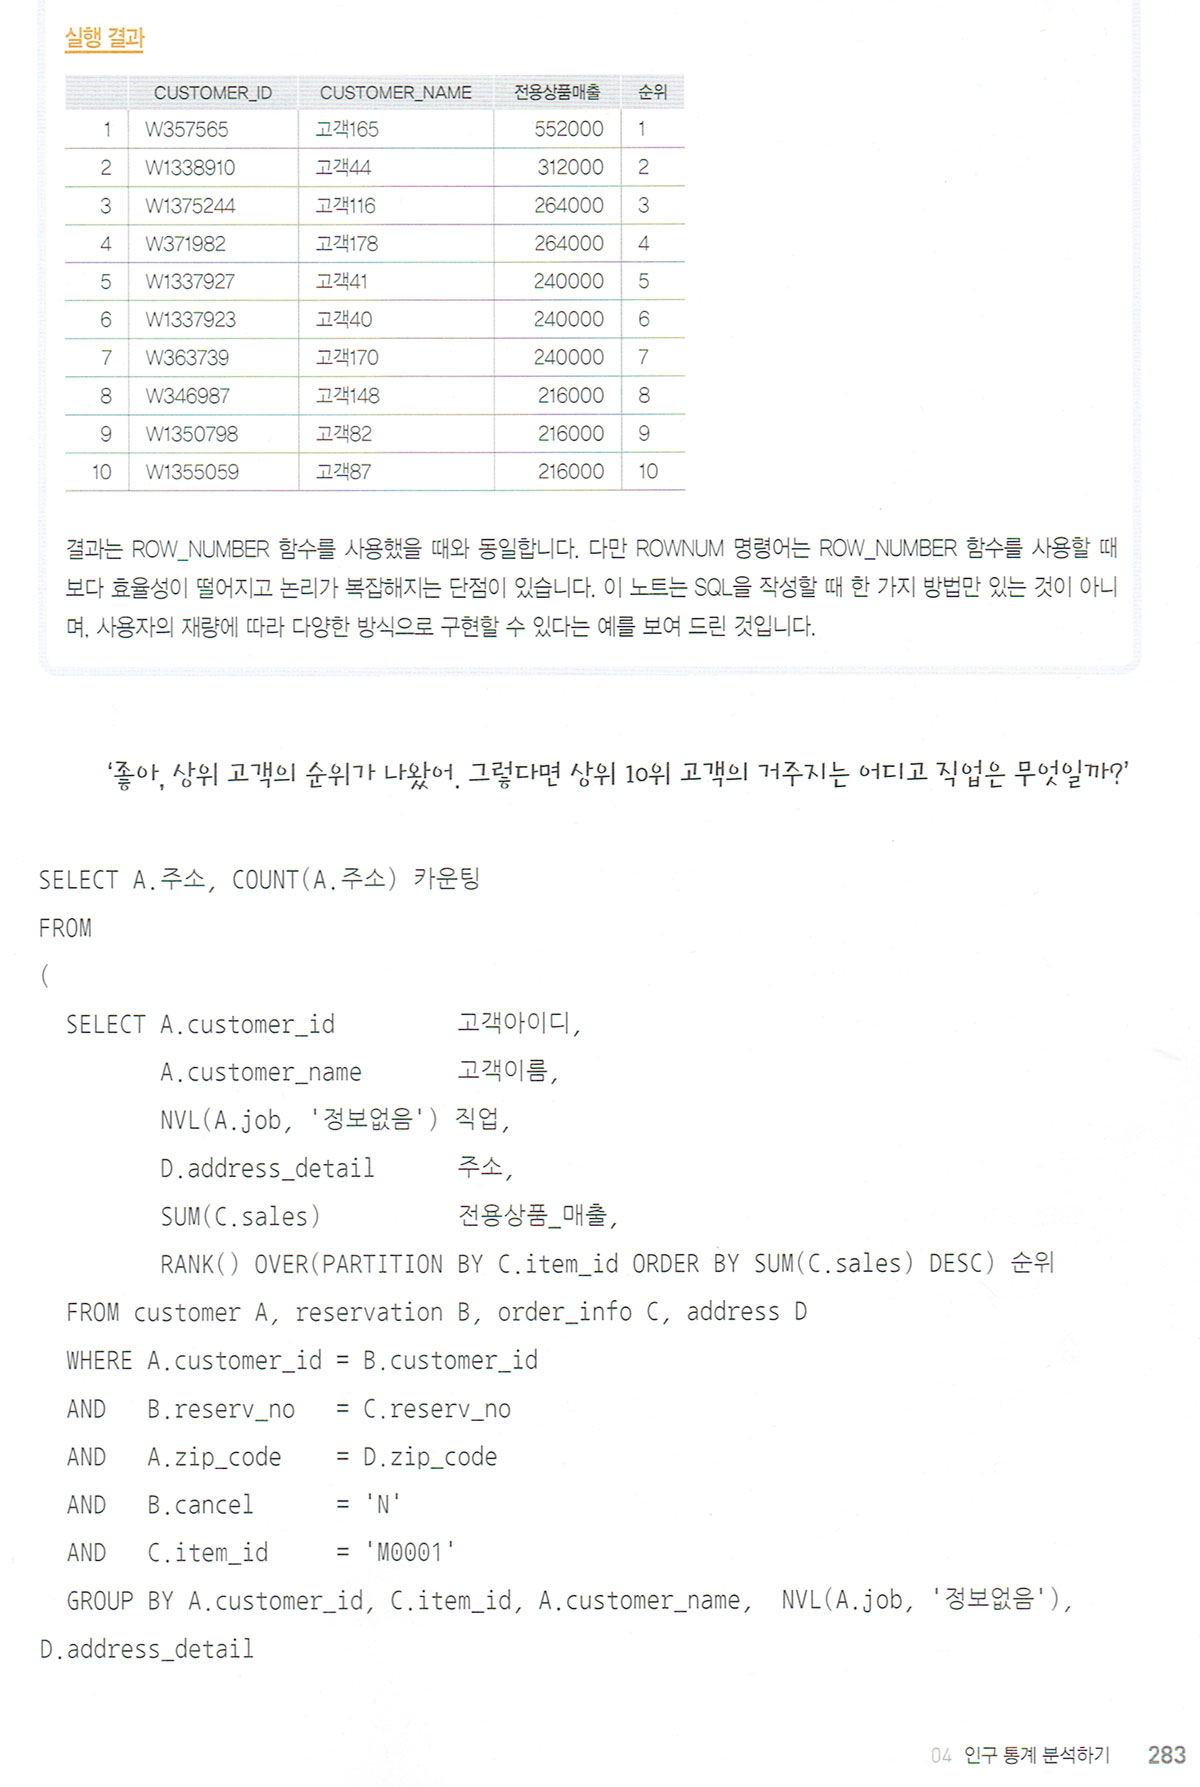 실행 결과
CUSTOMER_ID CUSTOMER_NAME 전용상품매출 순위
1 W357565 고객165 552000 1
2 W1338910 고객44 312000 2
3 W1375244 고객116 264000 3
4 W371982 고객178 264000 4
5 W1337927 고객41 240000 5
6 W1337923 고객40 240000 6
7 W363739 고객170 240000 7
8 W346987 고객148 216000 8
9 W1350798 고객82 216000 9
10 W1355059 고객87 216000 10
결과는 ROW_NUMBER 함수를 사용했을 때와 동일합니다. 다만 ROWNUM 명령어는 ROW_NUMBER 함수를 사용할 때
보다 효율성이 떨어지고 논리가 복잡해지는 단점이 있습니다. 이 노트는 SQL을 작성할 때 한 가지 방법만 있는 것이 아니
며, 사용자의 재량에 따라 다양한 방식으로 구현할 수 있다는 예를 보여 드린 것입니다.
‘좋아, 상위 고객의 순위가 나왔어. 그렇다면 상위 10위 고객의 거주지는 어디고 직업은 무엇일까?’
SELECT A.주소, COUNT(A.주소) 카운팅
FROM
(
SELECT A.customer_id 고객아이디,
A.customer_name 고객이름,
NVL(A.job, '정보없음') 직업,
D.address_detail 주소,
SUM(C.sales) 전용상품_매출,
RANK() OVER(PARTITION BY C.item_id ORDER BY SUM(C.sales) DESC) 순위
FROM customer A, reservation B, order_info C, address D
WHERE A.customer_id = B.customer_id
AND B.reserv_no = C.reserv_no
AND A.zip_code = D.zip_code
AND B.cancel = 'N'
AND C.item_id = 'M0001'
GROUP BY A.customer_id, C.item_id, A.customer_name, NVL(A.job, '정보없음'),
D.address_detail
04 인구 통계 분석하기 283